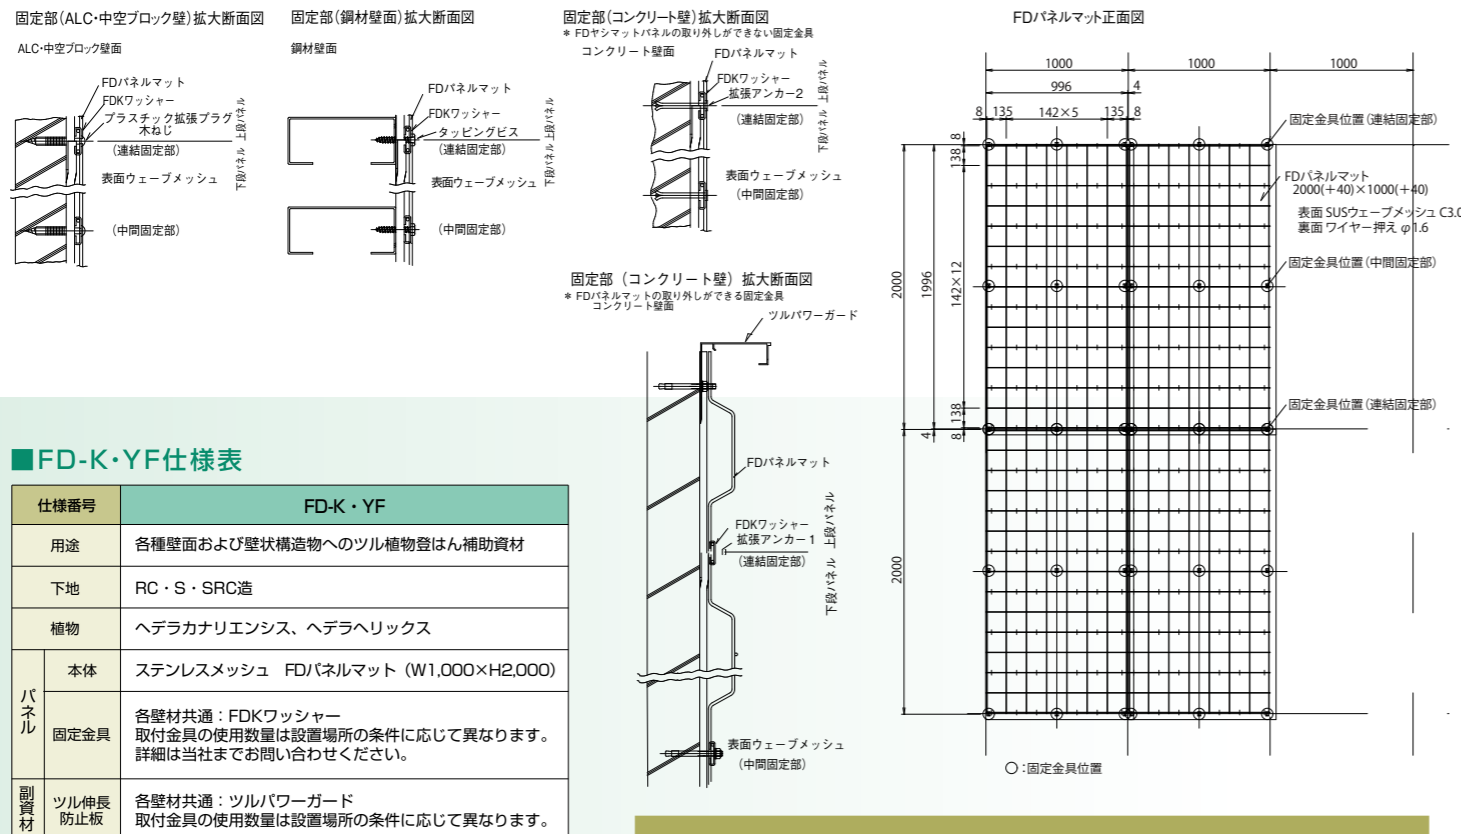 固定部(ALC・中空ブロック壁)拡大断面図
ALC・中空ブロック壁面
FDパネルマット
FDKワッシャー
プラスチック拡張プラグ
木ねじ
(連結固定部)
表面ウェーブメッシュ
(中間固定部)
上段パネル
下段パネル
固定部(鋼材壁面)拡大断面図
鋼材壁面
FDパネルマット
FDKワッシャー
タッピングビス
(連結固定部)
表面ウェーブメッシュ
(中間固定部)
上段パネル
下段パネル
固定部(コンクリート壁)拡大断面図
* FDヤシマットパネルの取り外しができない固定金具
コンクリート壁面
FDパネルマット
FDKワッシャー
拡張アンカー2
(連結固定部)
表面ウェーブメッシュ
(中間固定部)
上段パネル
下段パネル
固定部(コンクリート壁)拡大断面図
* FDパネルマットの取り外しができる固定金具
コンクリート壁面
ツルパワーガード
FDパネルマット
FDKワッシャー
拡張アンカー1
(連結固定部)
上段パネル
下段パネル
表面ウェーブメッシュ
(中間固定部)
FDパネルマット正面図
1000
1000
1000
996
4
8
135
142×5
135
8
8
138
142×12
138
8
1996
4
2000
2000
固定金具位置(連結固定部)
FDパネルマット
2000(+40)×1000(+40)
表面 SUSウェーブメッシュ C3.0
裏面 ワイヤー押え φ1.6
固定金具位置(中間固定部)
固定金具位置(連結固定部)
○:固定金具位置
■FD-K・YF仕様表
仕様番号 FD-K・YF
用途 各種壁面および壁状構造物へのツル植物登はん補助資材
下地 RC・S・SRC造
植物 ヘデラカナリエンシス、ヘデラヘリックス
パネル
本体 ステンレスメッシュ FDパネルマット(W1,000×H2,000)
固定金具 各壁材共通:FDKワッシャー
取付金具の使用数量は設置場所の条件に応じて異なります。
詳細は当社までお問い合わせください。
副資材
ツル伸長
防止板
各壁材共通:ツルパワーガード
取付金具の使用数量は設置場所の条件に応じて異なります。